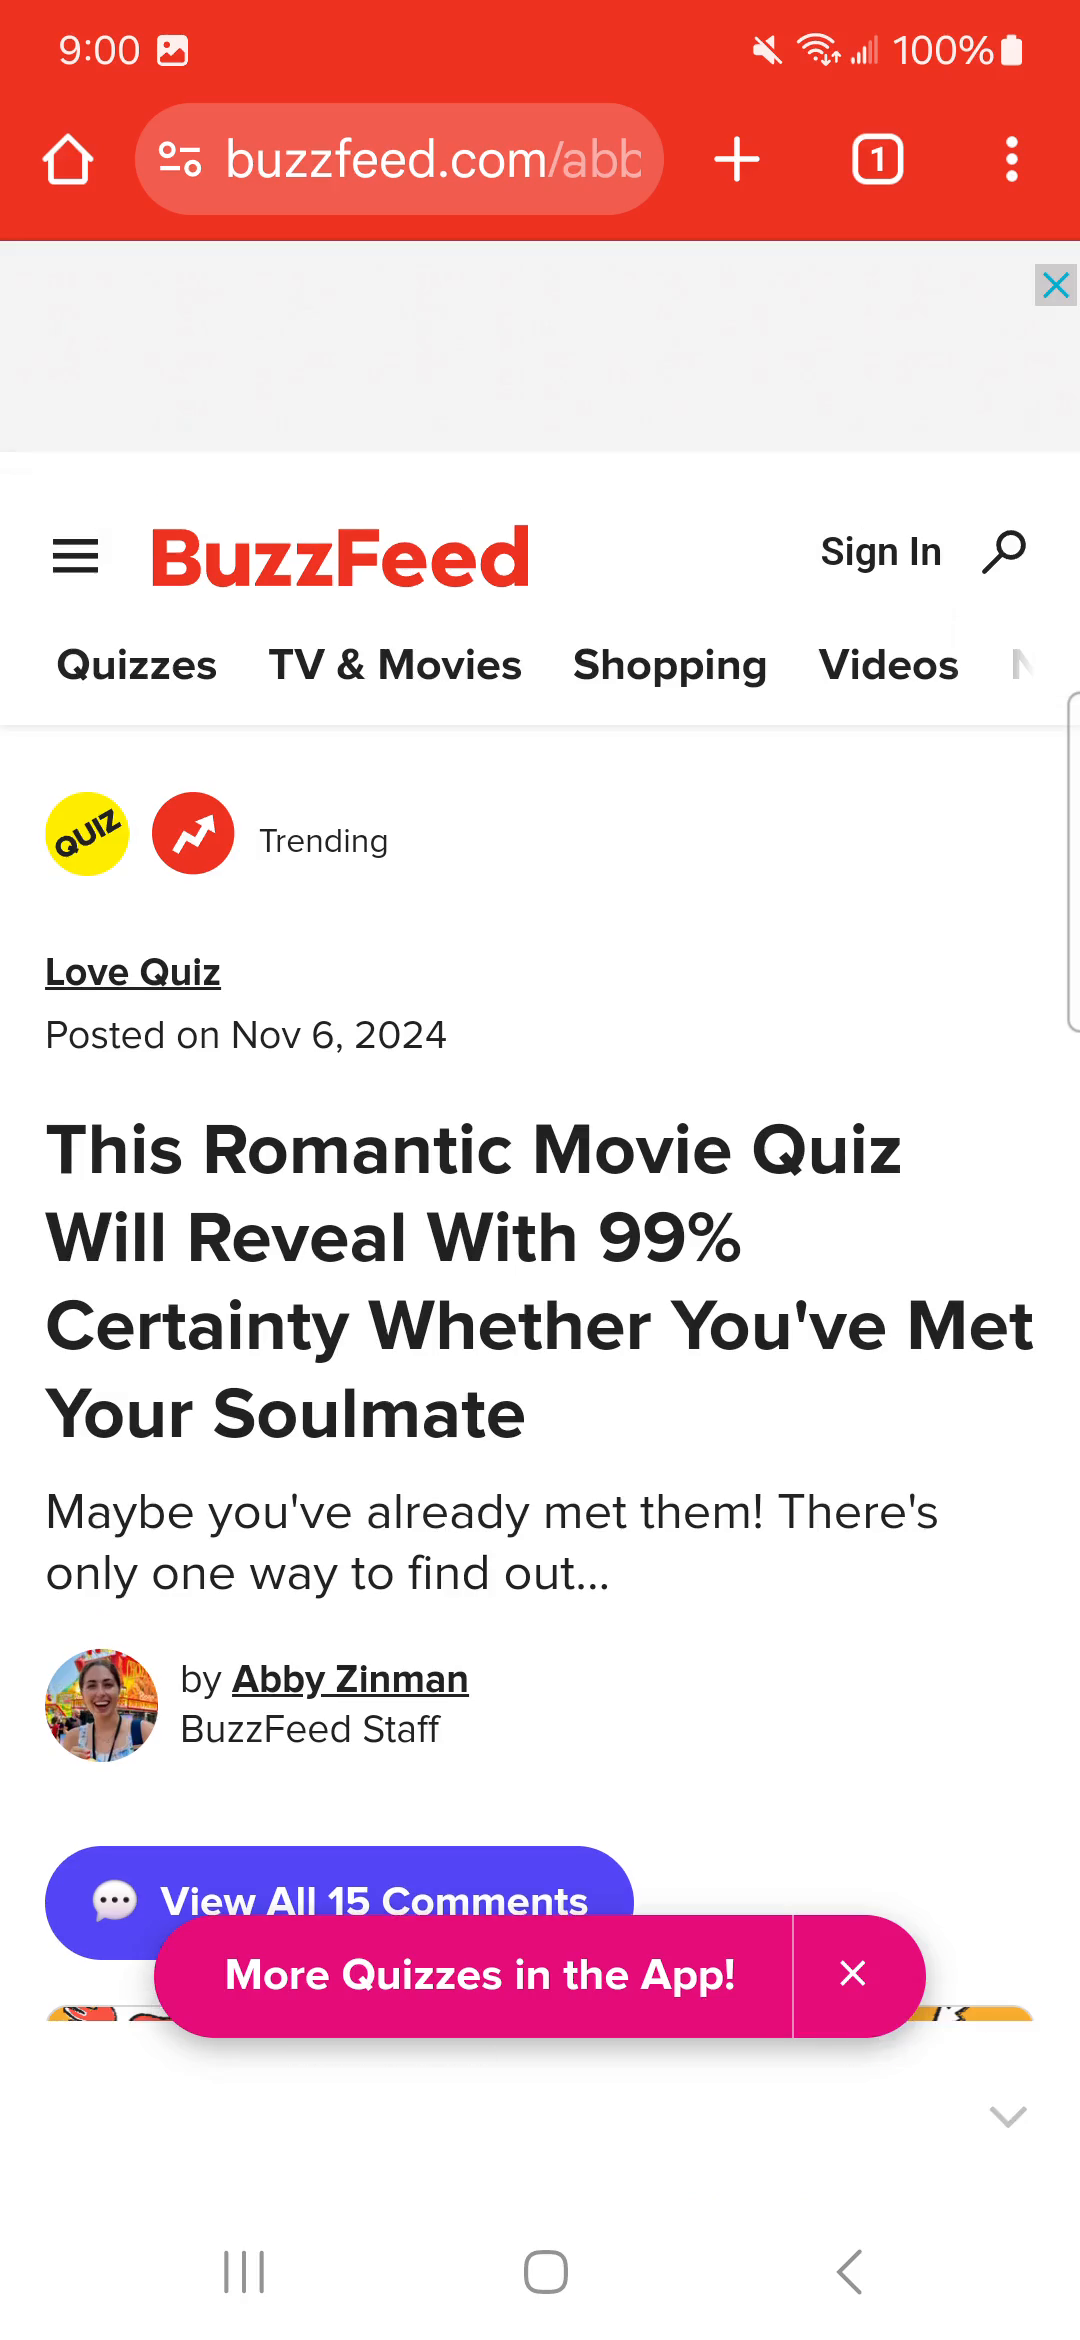 9:00
100%
buzzfeed.com/abb
1
BuzzFeed
Sign In
Quizzes TV & Movies Shopping Videos
QUIZ
Trending
Love Quiz
Posted on Nov 6, 2024
This Romantic Movie Quiz
Will Reveal With 99%
Certainty Whether You've Met
Your Soulmate
Maybe you've already met them! There's
only one way to find out...
by Abby Zinman
BuzzFeed Staff
View All 15 Comments
More Quizzes in the App!